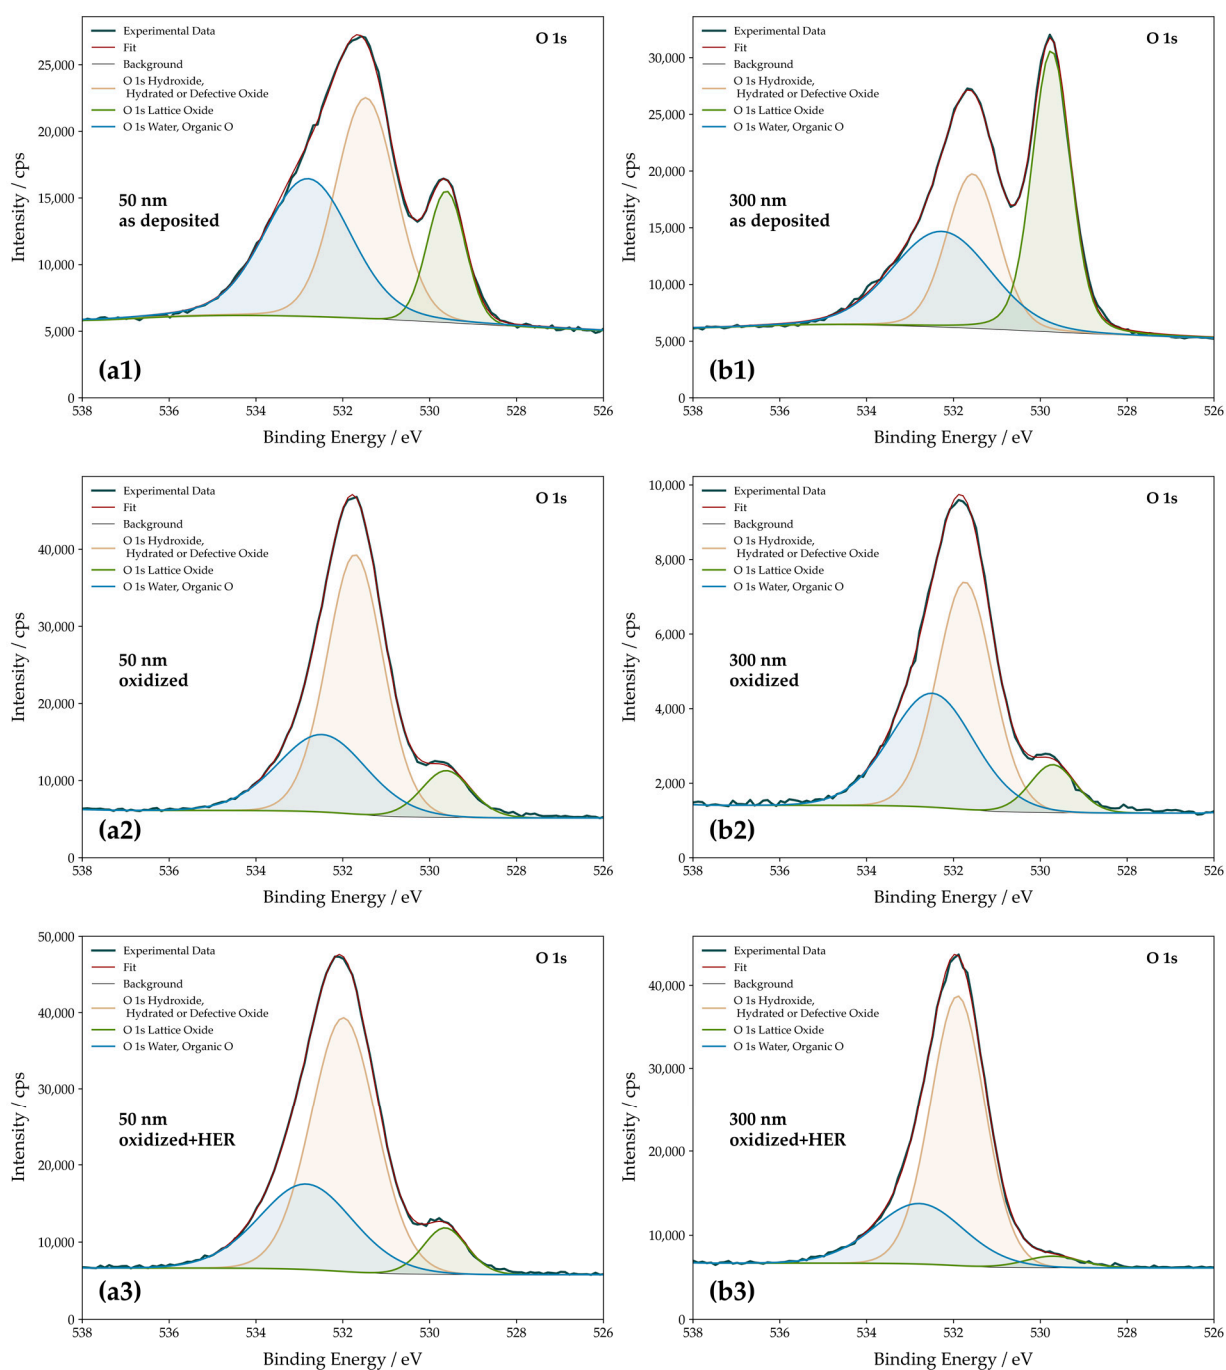 Experimental Data
Fit
Background
O 1s Hydroxide,
Hydrated or Defective Oxide
O 1s Lattice Oxide
O 1s Water, Organic O
O 1s
50 nm
as deposited
(a1)
25,000
20,000
15,000
10,000
5,000
0
538 536 534 532 530 528 526
Intensity / cps
Binding Energy / eV
Experimental Data
Fit
Background
O 1s Hydroxide,
Hydrated or Defective Oxide
O 1s Lattice Oxide
O 1s Water, Organic O
O 1s
300 nm
as deposited
(b1)
30,000
25,000
20,000
15,000
10,000
5,000
0
538 536 534 532 530 528 526
Intensity / cps
Binding Energy / eV
Experimental Data
Fit
Background
O 1s Hydroxide,
Hydrated or Defective Oxide
O 1s Lattice Oxide
O 1s Water, Organic O
O 1s
50 nm
oxidized
(a2)
40,000
30,000
20,000
10,000
0
538 536 534 532 530 528 526
Intensity / cps
Binding Energy / eV
Experimental Data
Fit
Background
O 1s Hydroxide,
Hydrated or Defective Oxide
O 1s Lattice Oxide
O 1s Water, Organic O
O 1s
300 nm
oxidized
(b2)
10,000
8,000
6,000
4,000
2,000
0
538 536 534 532 530 528 526
Intensity / cps
Binding Energy / eV
Experimental Data
Fit
Background
O 1s Hydroxide,
Hydrated or Defective Oxide
O 1s Lattice Oxide
O 1s Water, Organic O
O 1s
50 nm
oxidized+HER
(a3)
50,000
40,000
30,000
20,000
10,000
0
538 536 534 532 530 528 526
Intensity / cps
Binding Energy / eV
Experimental Data
Fit
Background
O 1s Hydroxide,
Hydrated or Defective Oxide
O 1s Lattice Oxide
O 1s Water, Organic O
O 1s
300 nm
oxidized+HER
(b3)
40,000
30,000
20,000
10,000
0
538 536 534 532 530 528 526
Intensity / cps
Binding Energy / eV